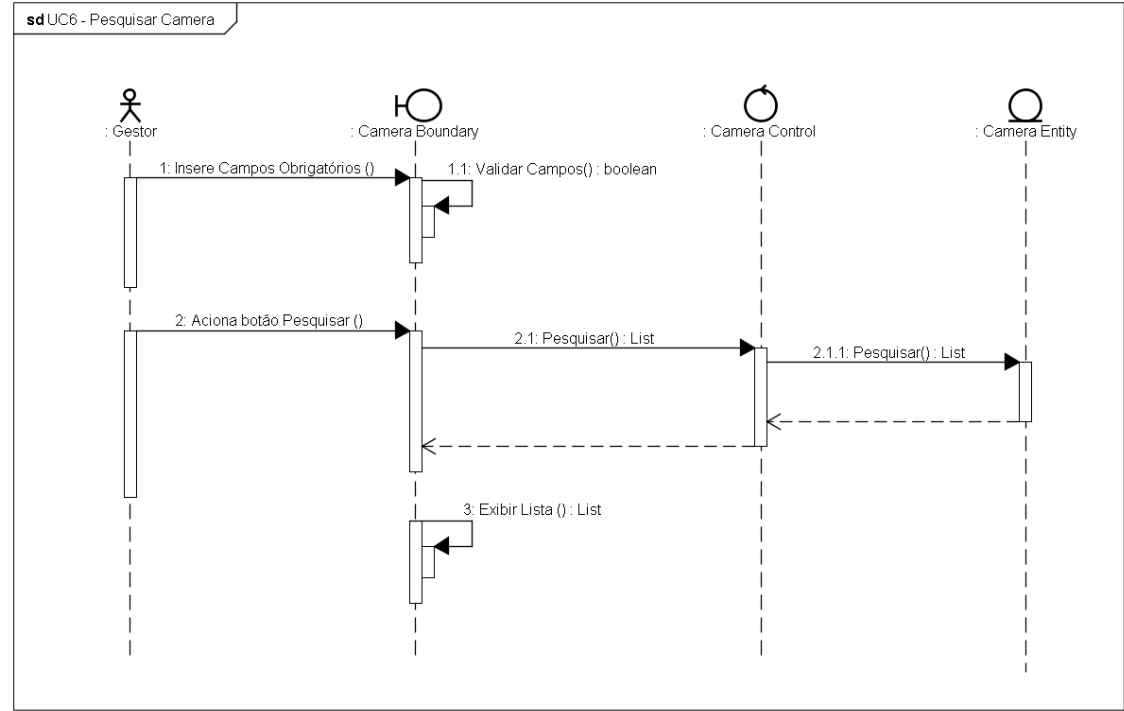 sd UC6 - Pesquisar Camera
: Gestor
: Camera Boundary
: Camera Control
: Camera Entity
1: Insere Campos Obrigatórios ()
1.1: Validar Campos() : boolean
2: Aciona botão Pesquisar ()
2.1: Pesquisar() : List
2.1.1: Pesquisar() : List
3: Exibir Lista () : List